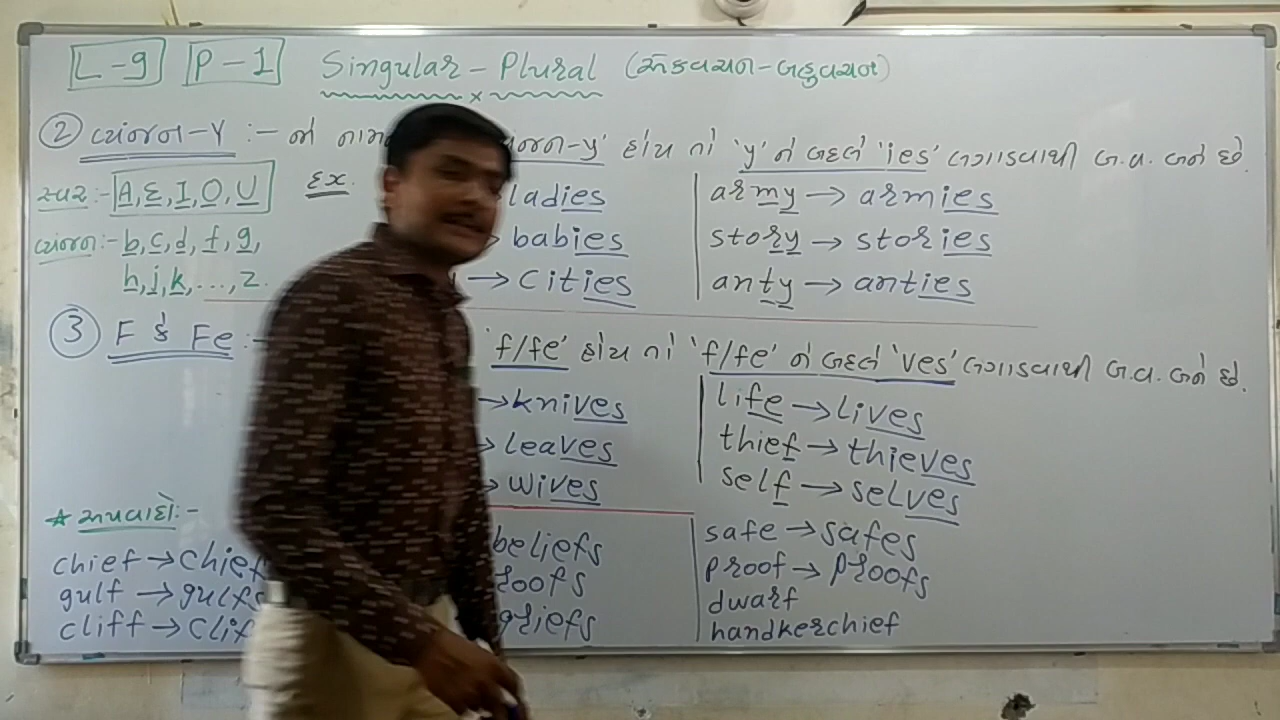 L-9 P-1 Singular - Plural (એકવચન - બહુવચન)
② વ્યંજન-Y :- જો નામ વ્યંજન-y' હોય તો 'y' ને બદલે 'ies' લગાડવાથી બ.વ. બને છે.
સ્વર :- A, E, I, O, U Ex. ladies army → armies
વ્યંજન :- b, c, d, f, g, babies story → stories
h, j, k, ..., z. → cities anty → anties
③ F કે Fe :- 'f/fe' હોય તો 'f/fe' ને બદલે 'ves' લગાડવાથી બ.વ. બને છે.
→ knives life → lives
→ leaves thief → thieves
→ wives self → selves
* અપવાદો :-
chief → chief beliefs safe → safes
gulf → gulfs roofs proof → proofs
cliff → clif griefs dwarf
handkerchief